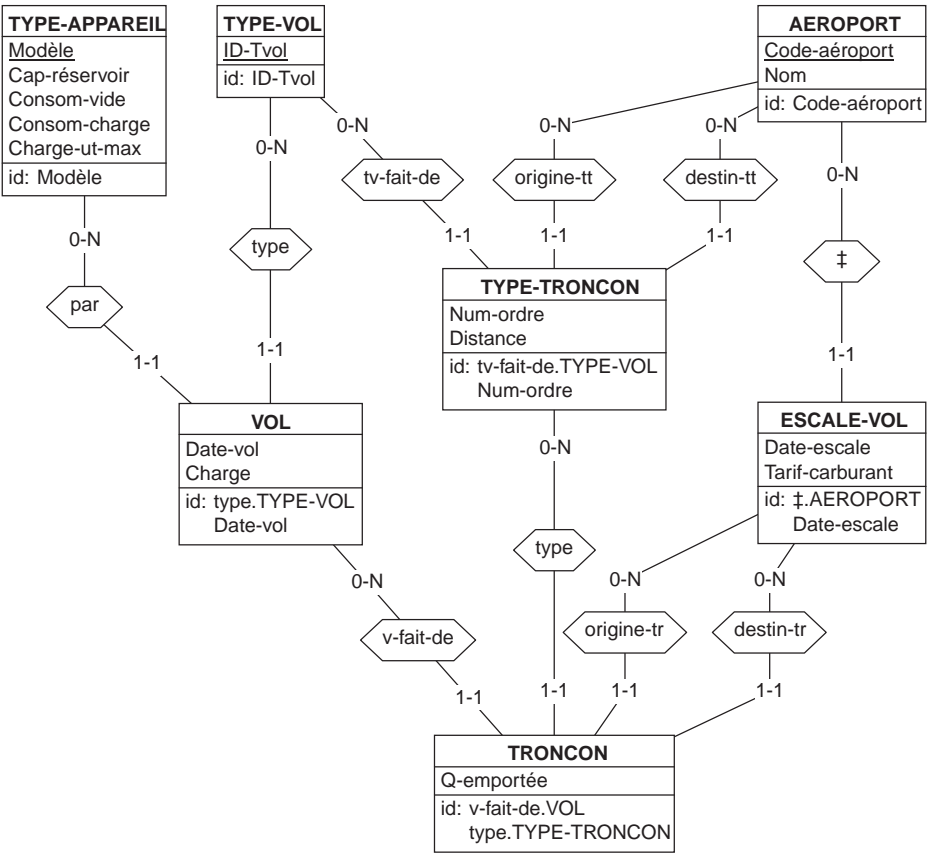 TYPE-APPAREIL
Modèle
Cap-réservoir
Consom-vide
Consom-charge
Charge-ut-max
id: Modèle
TYPE-VOL
ID-Tvol
id: ID-Tvol
AEROPORT
Code-aéroport
Nom
id: Code-aéroport
0-N
0-N
0-N
0-N
0-N
0-N
tv-fait-de
origine-tt
destin-tt
type
‡
par
1-1
1-1
1-1
1-1
1-1
1-1
TYPE-TRONCON
Num-ordre
Distance
id: tv-fait-de.TYPE-VOL
Num-ordre
VOL
Date-vol
Charge
id: type.TYPE-VOL
Date-vol
ESCALE-VOL
Date-escale
Tarif-carburant
id: ‡.AEROPORT
Date-escale
0-N
0-N
0-N
0-N
type
v-fait-de
origine-tr
destin-tr
1-1
1-1
1-1
1-1
TRONCON
Q-emportée
id: v-fait-de.VOL
type.TYPE-TRONCON